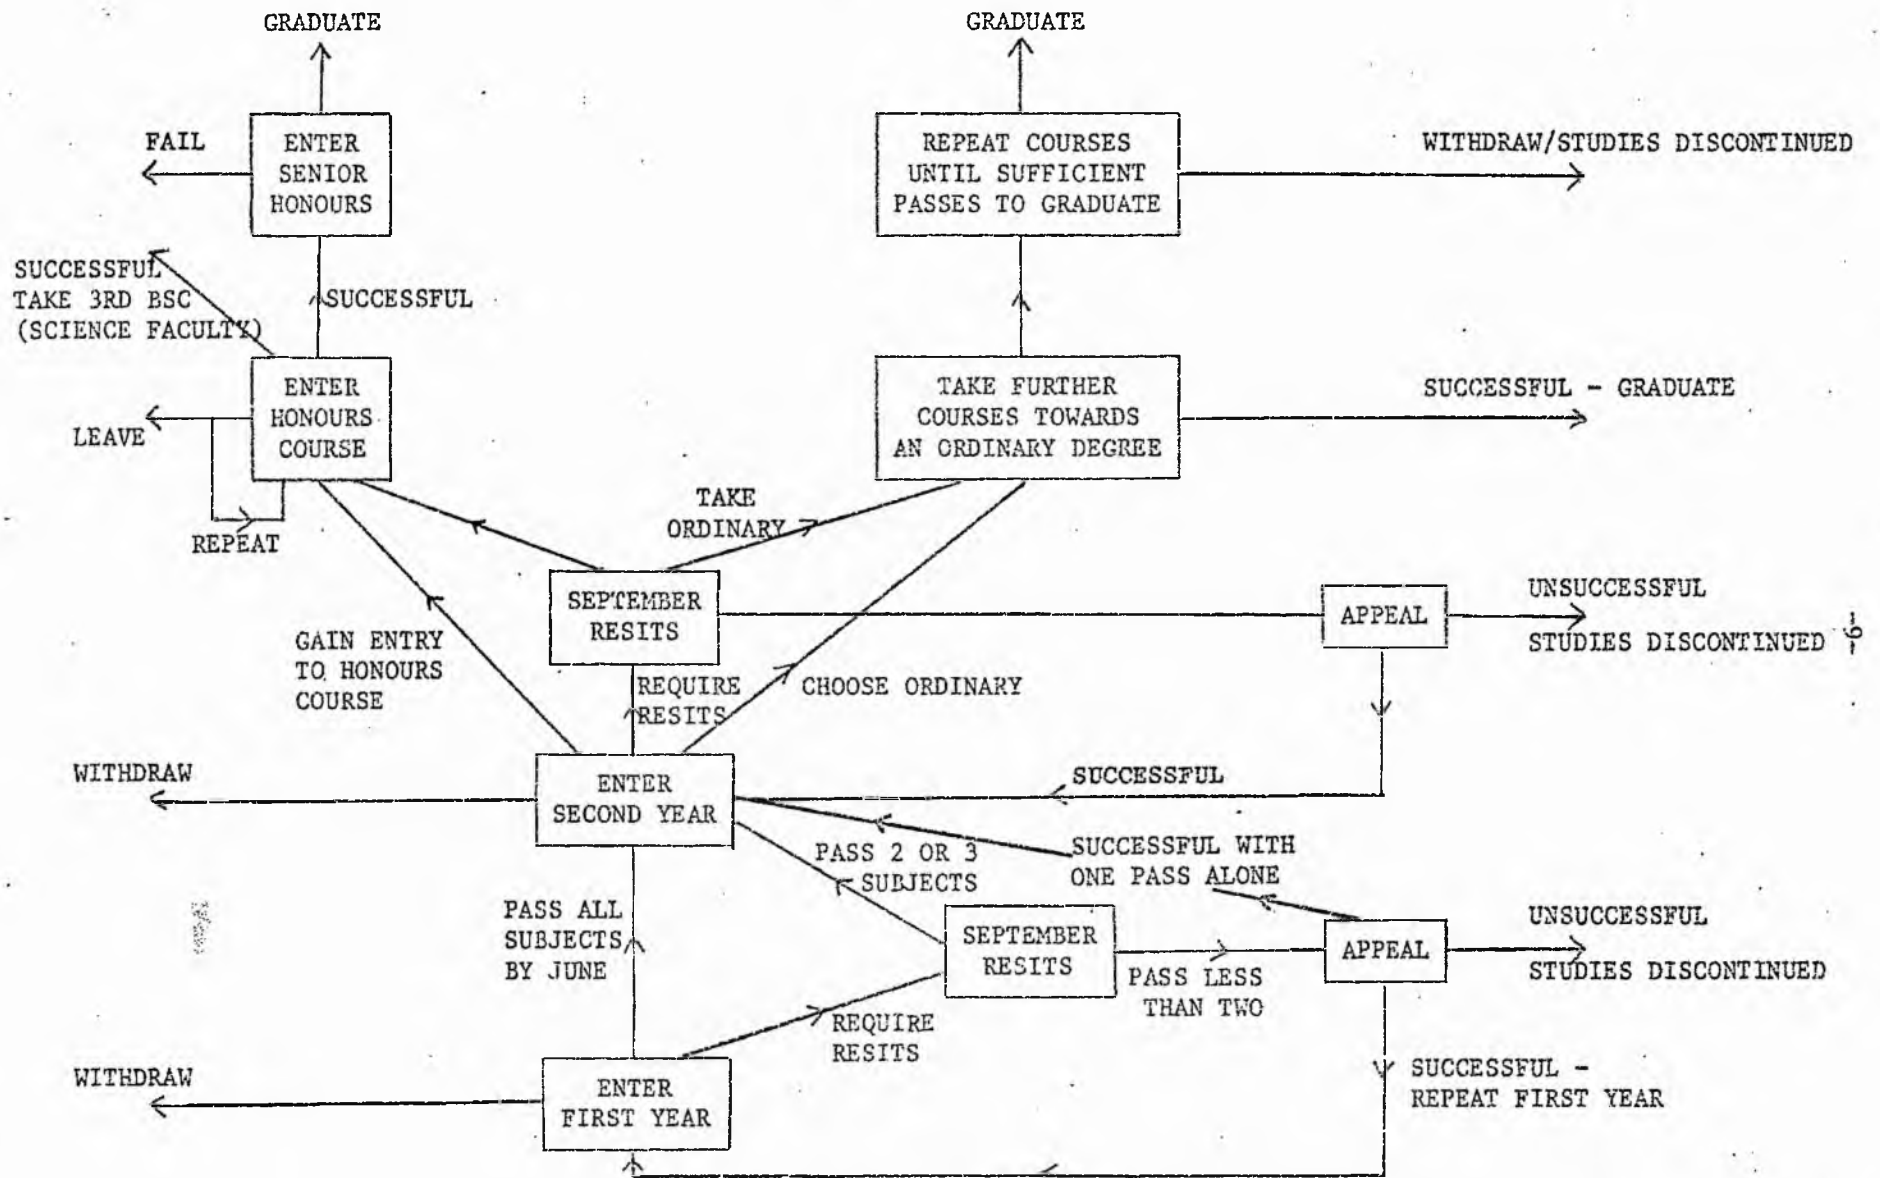 GRADUATE
GRADUATE
FAIL
ENTER
SENIOR
HONOURS
REPEAT COURSES
UNTIL SUFFICIENT
PASSES TO GRADUATE
WITHDRAW/STUDIES DISCONTINUED
SUCCESSFUL
TAKE 3RD BSC
(SCIENCE FACULTY)
SUCCESSFUL
ENTER
HONOURS
COURSE
TAKE FURTHER
COURSES TOWARDS
AN ORDINARY DEGREE
SUCCESSFUL - GRADUATE
LEAVE
REPEAT
TAKE
ORDINARY
SEPTEMBER
RESITS
APPEAL
UNSUCCESSFUL
STUDIES DISCONTINUED
-6-
GAIN ENTRY
TO HONOURS
COURSE
REQUIRE
RESITS
CHOOSE ORDINARY
WITHDRAW
ENTER
SECOND YEAR
SUCCESSFUL
PASS 2 OR 3
SUBJECTS
SUCCESSFUL WITH
ONE PASS ALONE
PASS ALL
SUBJECTS
BY JUNE
SEPTEMBER
RESITS
PASS LESS
THAN TWO
APPEAL
UNSUCCESSFUL
STUDIES DISCONTINUED
REQUIRE
RESITS
WITHDRAW
ENTER
FIRST YEAR
SUCCESSFUL -
REPEAT FIRST YEAR